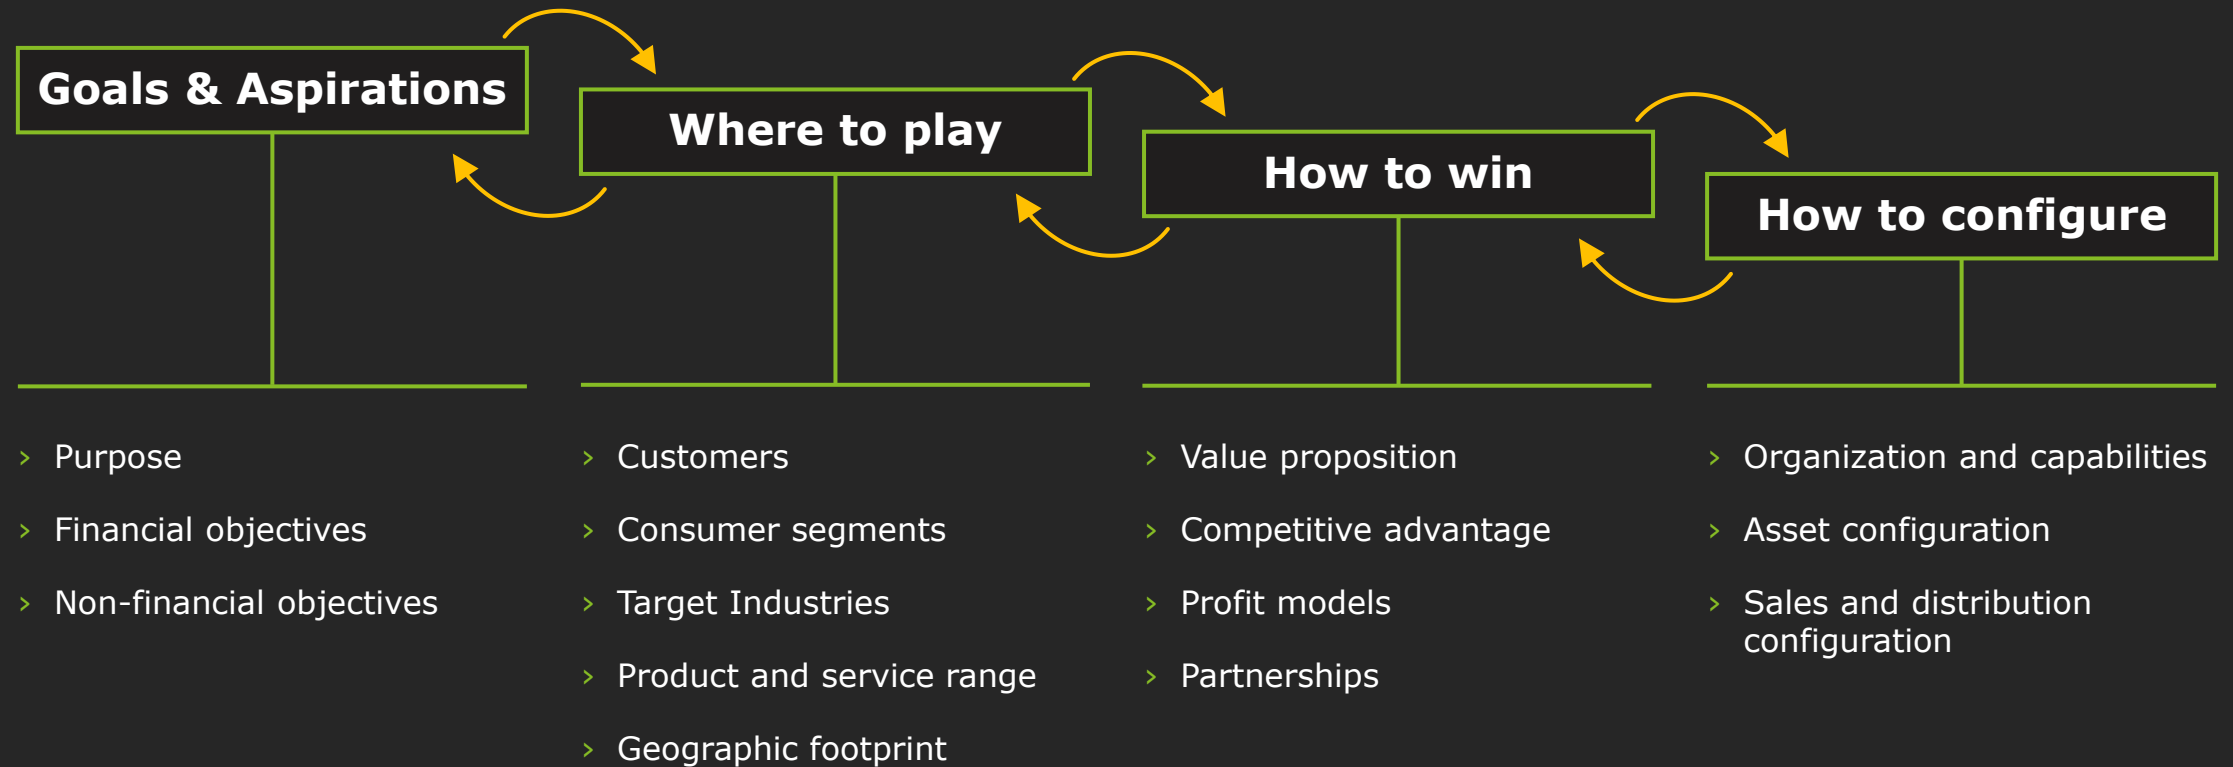 Goals & Aspirations
Where to play
How to win
How to configure
› Purpose
› Financial objectives
› Non-financial objectives
› Customers
› Consumer segments
› Target Industries
› Product and service range
› Geographic footprint
› Value proposition
› Competitive advantage
› Profit models
› Partnerships
› Organization and capabilities
› Asset configuration
› Sales and distribution
configuration